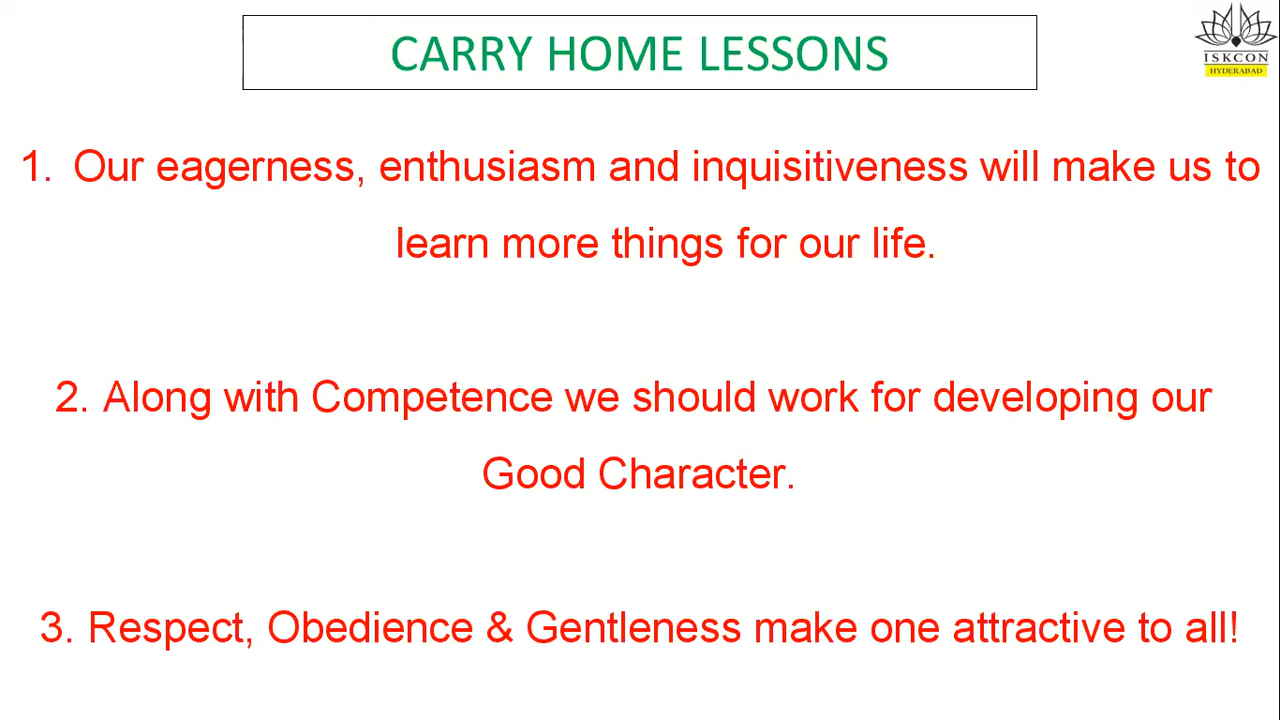 CARRY HOME LESSONS
ISKCON
HYDERABAD
1. Our eagerness, enthusiasm and inquisitiveness will make us to
learn more things for our life.
2. Along with Competence we should work for developing our
Good Character.
3. Respect, Obedience & Gentleness make one attractive to all!